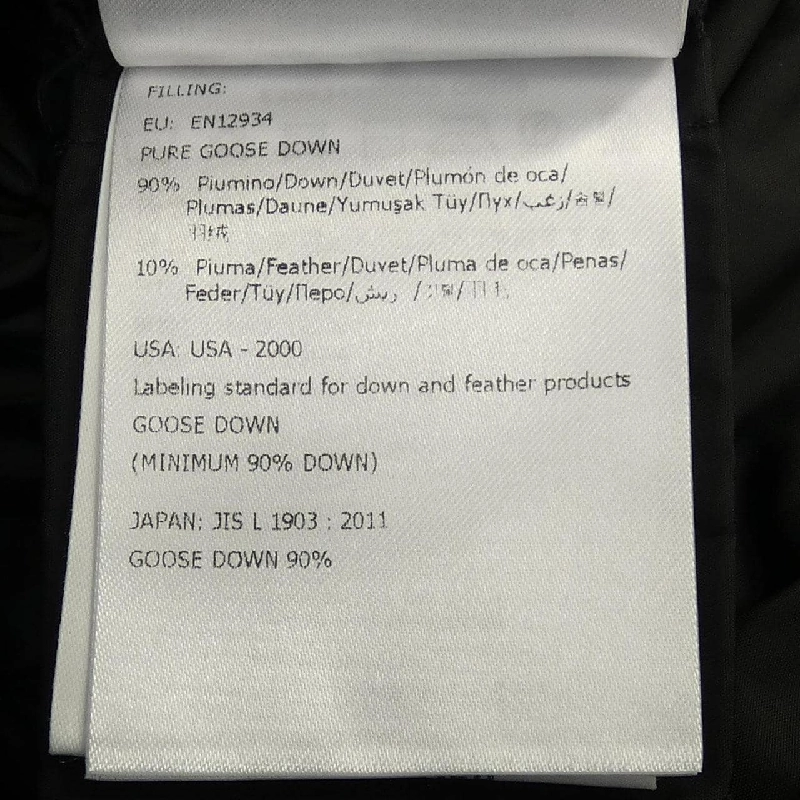 FILLING:
EU: EN12934
PURE GOOSE DOWN
90% Piumino/Down/Duvet/Plumón de oca/
Plumas/Daune/Yumuşak Tüy/Пух/زغب/
10% Piuma/Feather/Duvet/Pluma de oca/Penas/
Feder/Tüy/Перо/ريش /
USA: USA - 2000
Labeling standard for down and feather products
GOOSE DOWN
(MINIMUM 90% DOWN)
JAPAN: JIS L 1903 : 2011
GOOSE DOWN 90%